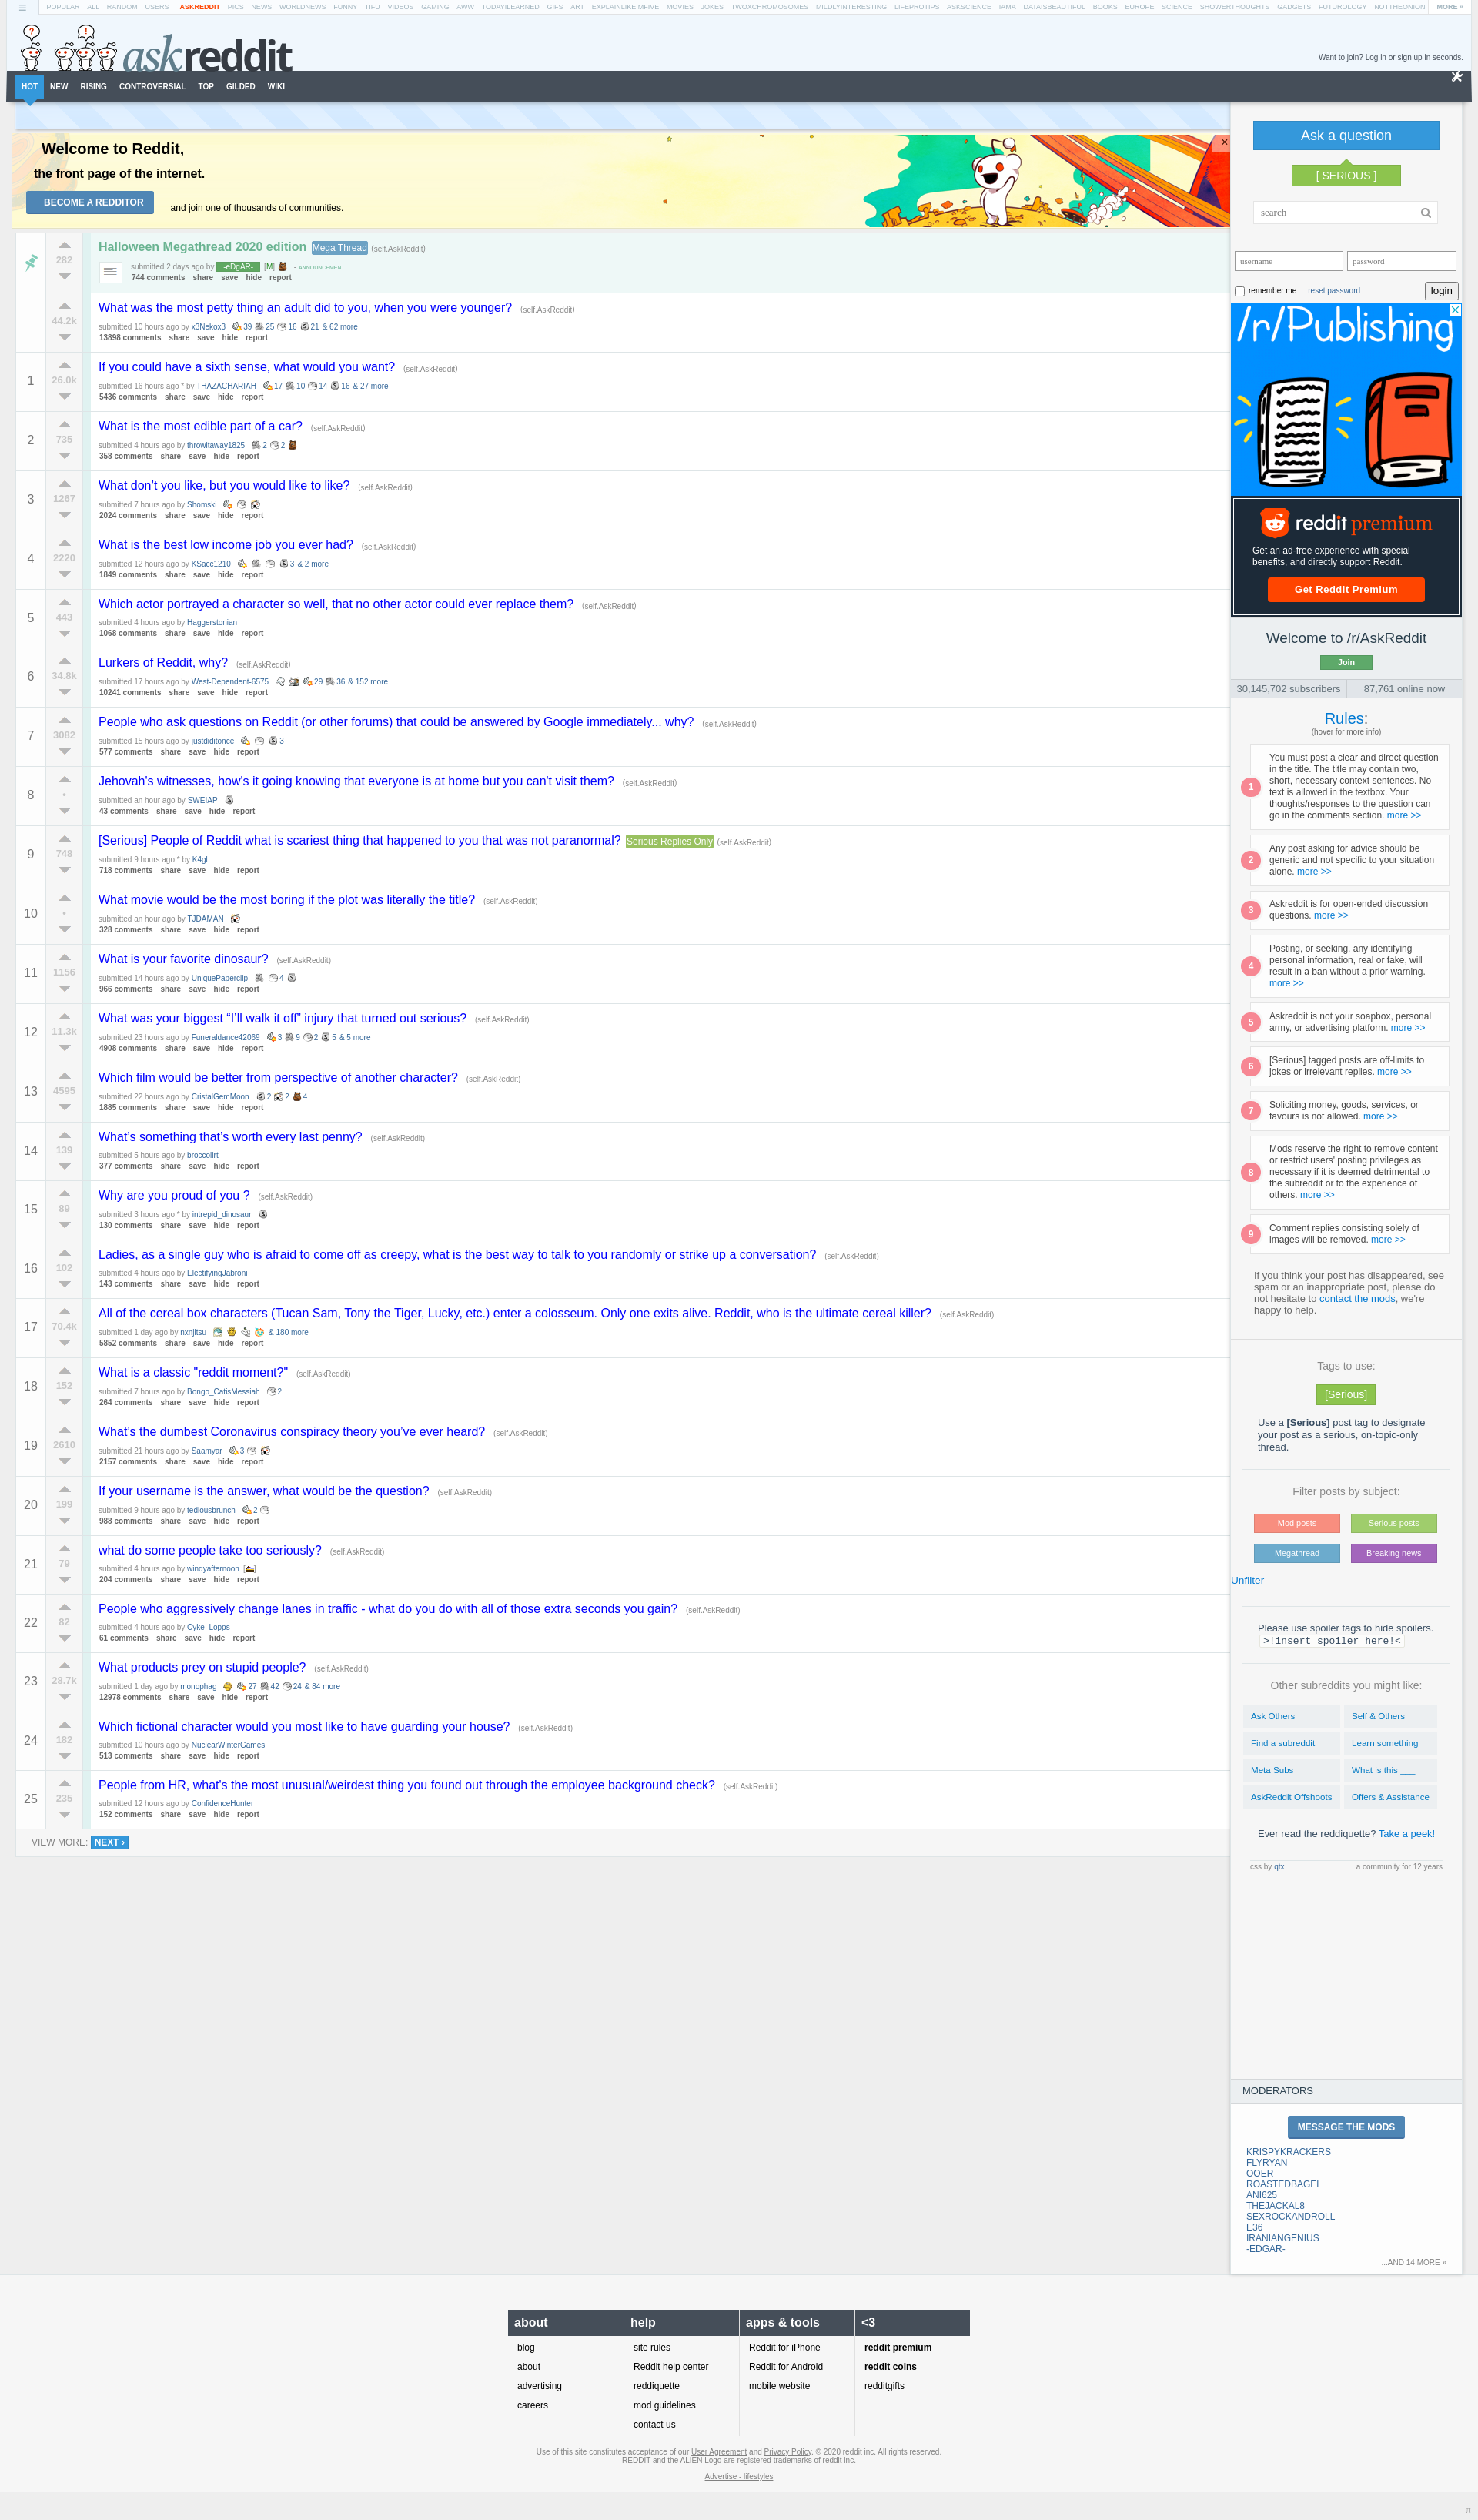 POPULAR ALL RANDOM USERS ASKREDDIT PICS NEWS WORLDNEWS FUNNY TIFU VIDEOS GAMING AWW TODAYILEARNED GIFS ART EXPLAINLIKEIMFIVE MOVIES JOKES TWOXCHROMOSOMES MILDLYINTERESTING LIFEPROTIPS ASKSCIENCE IAMA DATAISBEAUTIFUL BOOKS EUROPE SCIENCE SHOWERTHOUGHTS GADGETS FUTUROLOGY NOTTHEONION MORE »
askreddit
Want to join? Log in or sign up in seconds.
HOT NEW RISING CONTROVERSIAL TOP GILDED WIKI
Welcome to Reddit,
the front page of the internet.
BECOME A REDDITOR and join one of thousands of communities.
282
Halloween Megathread 2020 edition Mega Thread (self.AskReddit)
submitted 2 days ago by -eDgAR- [M] - ANNOUNCEMENT
744 comments share save hide report
44.2k
What was the most petty thing an adult did to you, when you were younger? (self.AskReddit)
submitted 10 hours ago by x3Nekox3 39 25 16 21 & 62 more
13898 comments share save hide report
1 26.0k
If you could have a sixth sense, what would you want? (self.AskReddit)
submitted 16 hours ago * by THAZACHARIAH 17 10 14 16 & 27 more
5436 comments share save hide report
2 735
What is the most edible part of a car? (self.AskReddit)
submitted 4 hours ago by throwitaway1825 2 2
358 comments share save hide report
3 1267
What don’t you like, but you would like to like? (self.AskReddit)
submitted 7 hours ago by Shomski
2024 comments share save hide report
4 2220
What is the best low income job you ever had? (self.AskReddit)
submitted 12 hours ago by KSacc1210 3 & 2 more
1849 comments share save hide report
5 443
Which actor portrayed a character so well, that no other actor could ever replace them? (self.AskReddit)
submitted 4 hours ago by Haggerstonian
1068 comments share save hide report
6 34.8k
Lurkers of Reddit, why? (self.AskReddit)
submitted 17 hours ago by West-Dependent-6575 29 36 & 152 more
10241 comments share save hide report
7 3082
People who ask questions on Reddit (or other forums) that could be answered by Google immediately... why? (self.AskReddit)
submitted 15 hours ago by justdiditonce 3
577 comments share save hide report
8 •
Jehovah's witnesses, how's it going knowing that everyone is at home but you can't visit them? (self.AskReddit)
submitted an hour ago by SWEIAP
43 comments share save hide report
9 748
[Serious] People of Reddit what is scariest thing that happened to you that was not paranormal? Serious Replies Only (self.AskReddit)
submitted 9 hours ago * by K4gl
718 comments share save hide report
10 •
What movie would be the most boring if the plot was literally the title? (self.AskReddit)
submitted an hour ago by TJDAMAN
328 comments share save hide report
11 1156
What is your favorite dinosaur? (self.AskReddit)
submitted 14 hours ago by UniquePaperclip 4
966 comments share save hide report
12 11.3k
What was your biggest “I’ll walk it off” injury that turned out serious? (self.AskReddit)
submitted 23 hours ago by Funeraldance42069 3 9 2 5 & 5 more
4908 comments share save hide report
13 4595
Which film would be better from perspective of another character? (self.AskReddit)
submitted 22 hours ago by CristalGemMoon 2 2 4
1885 comments share save hide report
14 139
What’s something that’s worth every last penny? (self.AskReddit)
submitted 5 hours ago by broccolirt
377 comments share save hide report
15 89
Why are you proud of you ? (self.AskReddit)
submitted 3 hours ago * by intrepid_dinosaur
130 comments share save hide report
16 102
Ladies, as a single guy who is afraid to come off as creepy, what is the best way to talk to you randomly or strike up a conversation? (self.AskReddit)
submitted 4 hours ago by ElectifyingJabroni
143 comments share save hide report
17 70.4k
All of the cereal box characters (Tucan Sam, Tony the Tiger, Lucky, etc.) enter a colosseum. Only one exits alive. Reddit, who is the ultimate cereal killer? (self.AskReddit)
submitted 1 day ago by nxnjitsu & 180 more
5852 comments share save hide report
18 152
What is a classic "reddit moment?" (self.AskReddit)
submitted 7 hours ago by Bongo_CatisMessiah 2
264 comments share save hide report
19 2610
What’s the dumbest Coronavirus conspiracy theory you’ve ever heard? (self.AskReddit)
submitted 21 hours ago by Saamyar 3
2157 comments share save hide report
20 199
If your username is the answer, what would be the question? (self.AskReddit)
submitted 9 hours ago by tediousbrunch 2
988 comments share save hide report
21 79
what do some people take too seriously? (self.AskReddit)
submitted 4 hours ago by windyafternoon
204 comments share save hide report
22 82
People who aggressively change lanes in traffic - what do you do with all of those extra seconds you gain? (self.AskReddit)
submitted 4 hours ago by Cyke_Lopps
61 comments share save hide report
23 28.7k
What products prey on stupid people? (self.AskReddit)
submitted 1 day ago by monophag 27 42 24 & 84 more
12978 comments share save hide report
24 182
Which fictional character would you most like to have guarding your house? (self.AskReddit)
submitted 10 hours ago by NuclearWinterGames
513 comments share save hide report
25 235
People from HR, what's the most unusual/weirdest thing you found out through the employee background check? (self.AskReddit)
submitted 12 hours ago by ConfidenceHunter
152 comments share save hide report
VIEW MORE: NEXT ›
Ask a question
[ SERIOUS ]
search
username password
remember me reset password login
/r/Publishing
reddit premium
Get an ad-free experience with special
benefits, and directly support Reddit.
Get Reddit Premium
Welcome to /r/AskReddit
Join
30,145,702 subscribers 87,761 online now
Rules:
(hover for more info)
1 You must post a clear and direct question
in the title. The title may contain two,
short, necessary context sentences. No
text is allowed in the textbox. Your
thoughts/responses to the question can
go in the comments section. more >>
2 Any post asking for advice should be
generic and not specific to your situation
alone. more >>
3 Askreddit is for open-ended discussion
questions. more >>
4 Posting, or seeking, any identifying
personal information, real or fake, will
result in a ban without a prior warning.
more >>
5 Askreddit is not your soapbox, personal
army, or advertising platform. more >>
6 [Serious] tagged posts are off-limits to
jokes or irrelevant replies. more >>
7 Soliciting money, goods, services, or
favours is not allowed. more >>
8 Mods reserve the right to remove content
or restrict users' posting privileges as
necessary if it is deemed detrimental to
the subreddit or to the experience of
others. more >>
9 Comment replies consisting solely of
images will be removed. more >>
If you think your post has disappeared, see
spam or an inappropriate post, please do
not hesitate to contact the mods, we're
happy to help.
Tags to use:
[Serious]
Use a [Serious] post tag to designate
your post as a serious, on-topic-only
thread.
Filter posts by subject:
Mod posts Serious posts
Megathread Breaking news
Unfilter
Please use spoiler tags to hide spoilers.
>!insert spoiler here!<
Other subreddits you might like:
Ask Others Self & Others
Find a subreddit Learn something
Meta Subs What is this ___
AskReddit Offshoots Offers & Assistance
Ever read the reddiquette? Take a peek!
css by qtx a community for 12 years
MODERATORS
MESSAGE THE MODS
KRISPYKRACKERS
FLYRYAN
OOER
ROASTEDBAGEL
ANI625
THEJACKAL8
SEXROCKANDROLL
E36
IRANIANGENIUS
-EDGAR-
...AND 14 MORE »
about help apps & tools <3
blog site rules Reddit for iPhone reddit premium
about Reddit help center Reddit for Android reddit coins
advertising reddiquette mobile website redditgifts
careers mod guidelines
contact us
Use of this site constitutes acceptance of our User Agreement and Privacy Policy. © 2020 reddit inc. All rights reserved.
REDDIT and the ALIEN Logo are registered trademarks of reddit inc.
Advertise - lifestyles
π